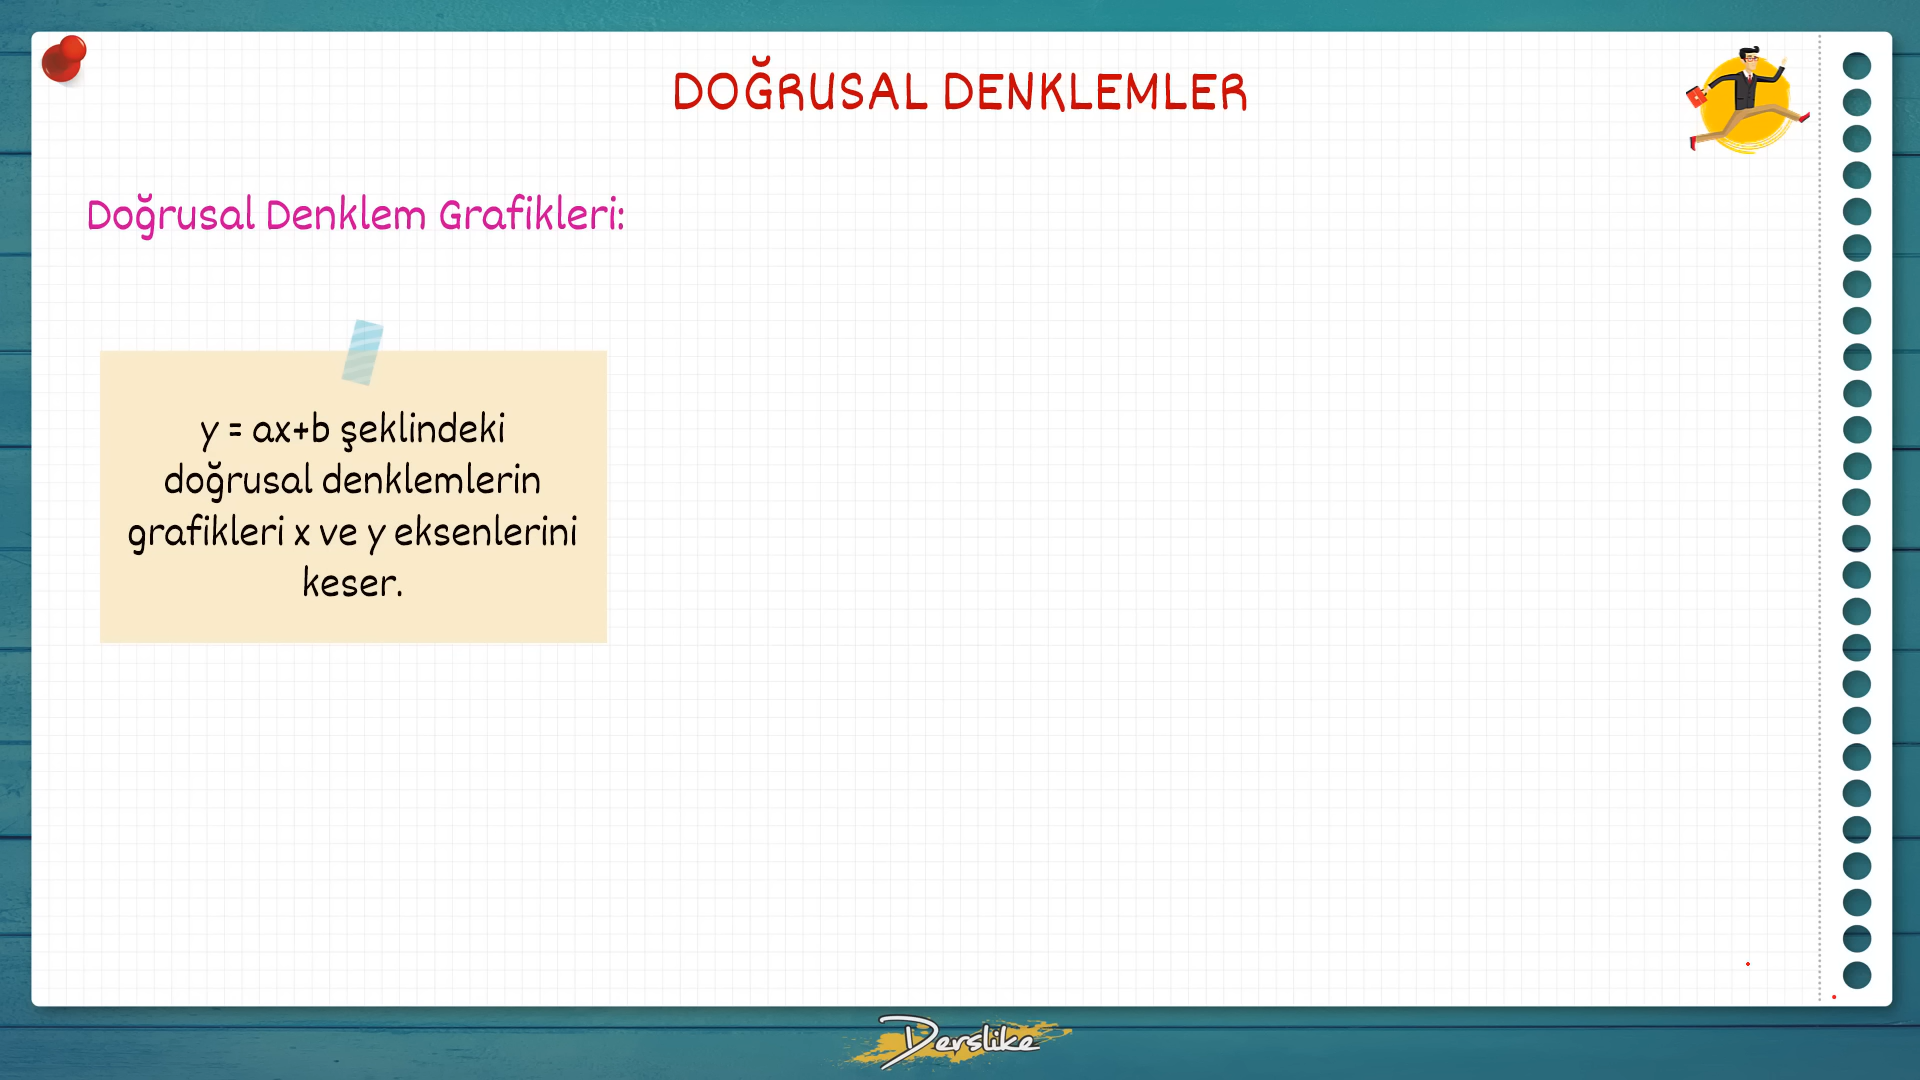 DOĞRUSAL DENKLEMLER
Doğrusal Denklem Grafikleri:
y = ax+b şeklindeki
doğrusal denklemlerin
grafikleri x ve y eksenlerini
keser.
Derslike